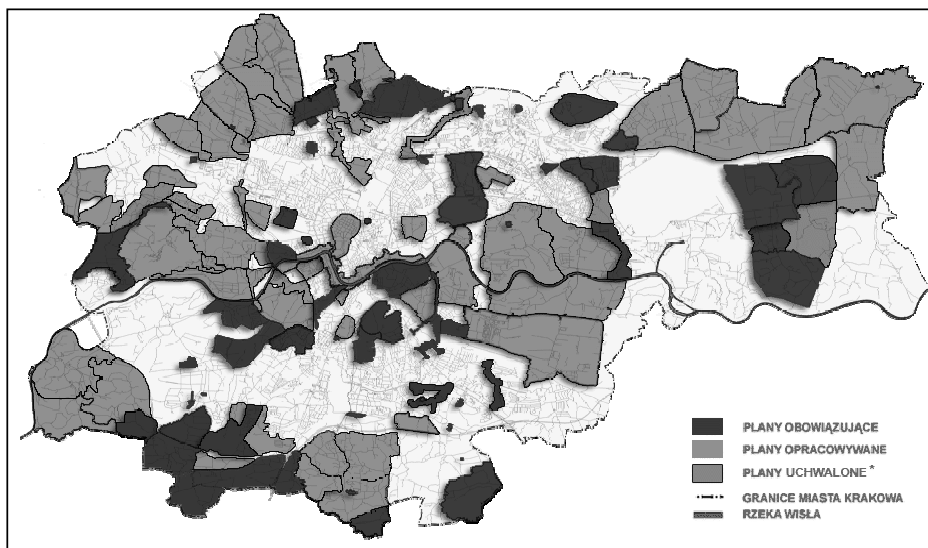 PLANY OBOWIĄZUJĄCE
PLANY OPRACOWYWANE
PLANY UCHWALONE *
GRANICE MIASTA KRAKOWA
RZEKA WISŁA